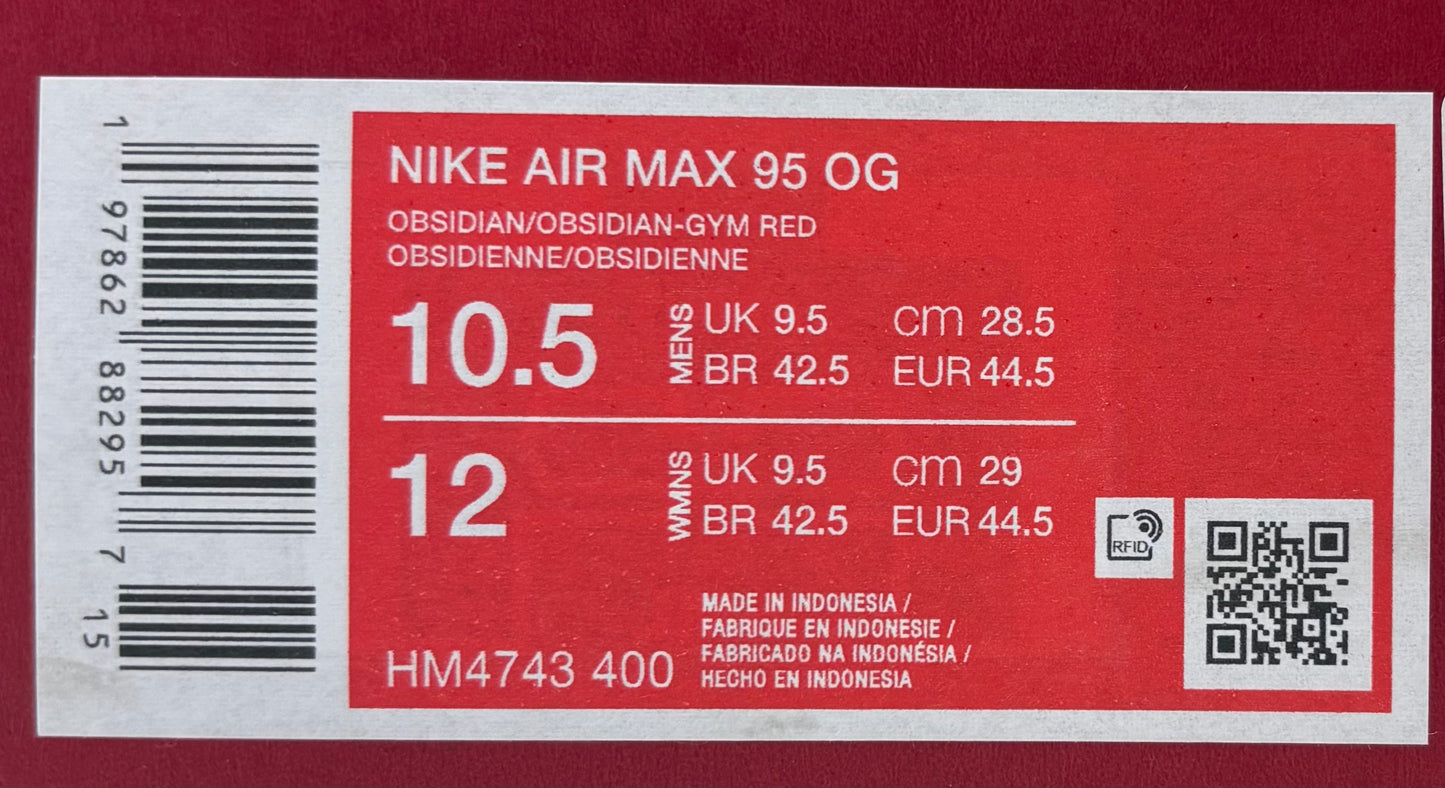 1 97862 88295 7 15
NIKE AIR MAX 95 OG
OBSIDIAN/OBSIDIAN-GYM RED
OBSIDIENNE/OBSIDIENNE
10.5 MENS UK 9.5 cm 28.5
BR 42.5 EUR 44.5
12 WMNS UK 9.5 cm 29
BR 42.5 EUR 44.5
RFID
MADE IN INDONESIA /
FABRIQUE EN INDONESIE /
FABRICADO NA INDONÉSIA /
HECHO EN INDONESIA
HM4743 400